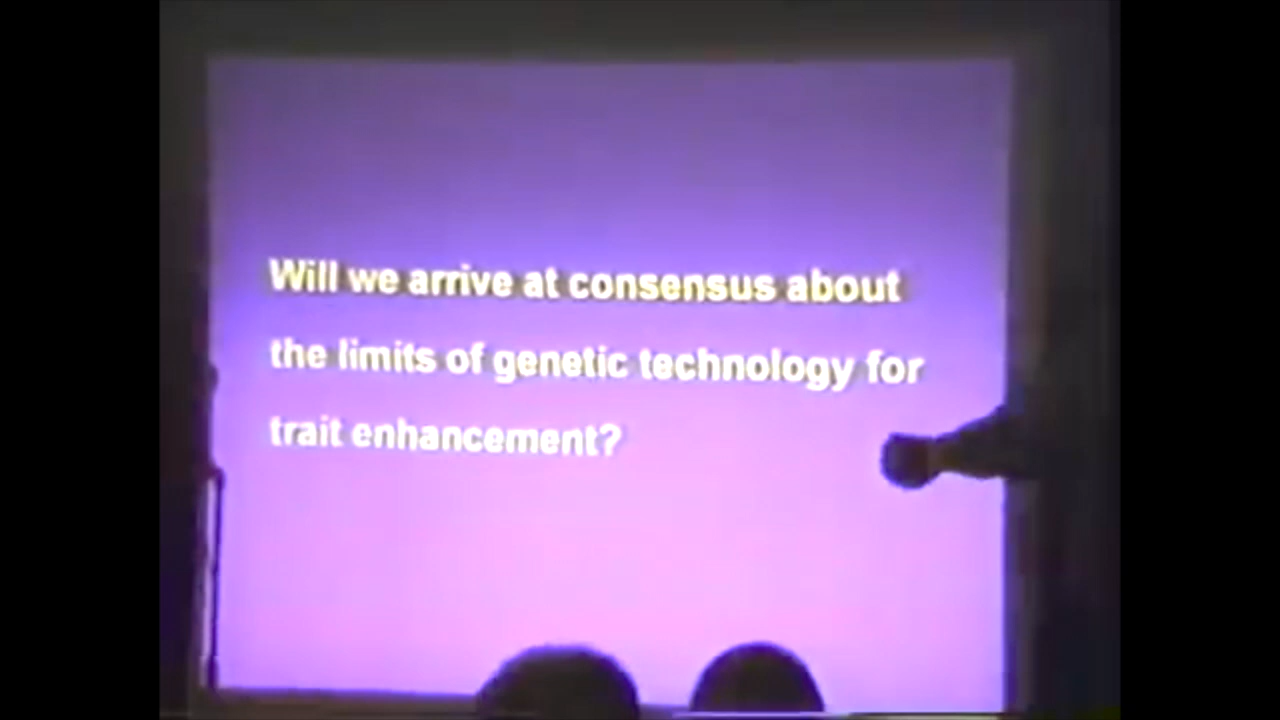 Will we arrive at consensus about
the limits of genetic technology for
trait enhancement?